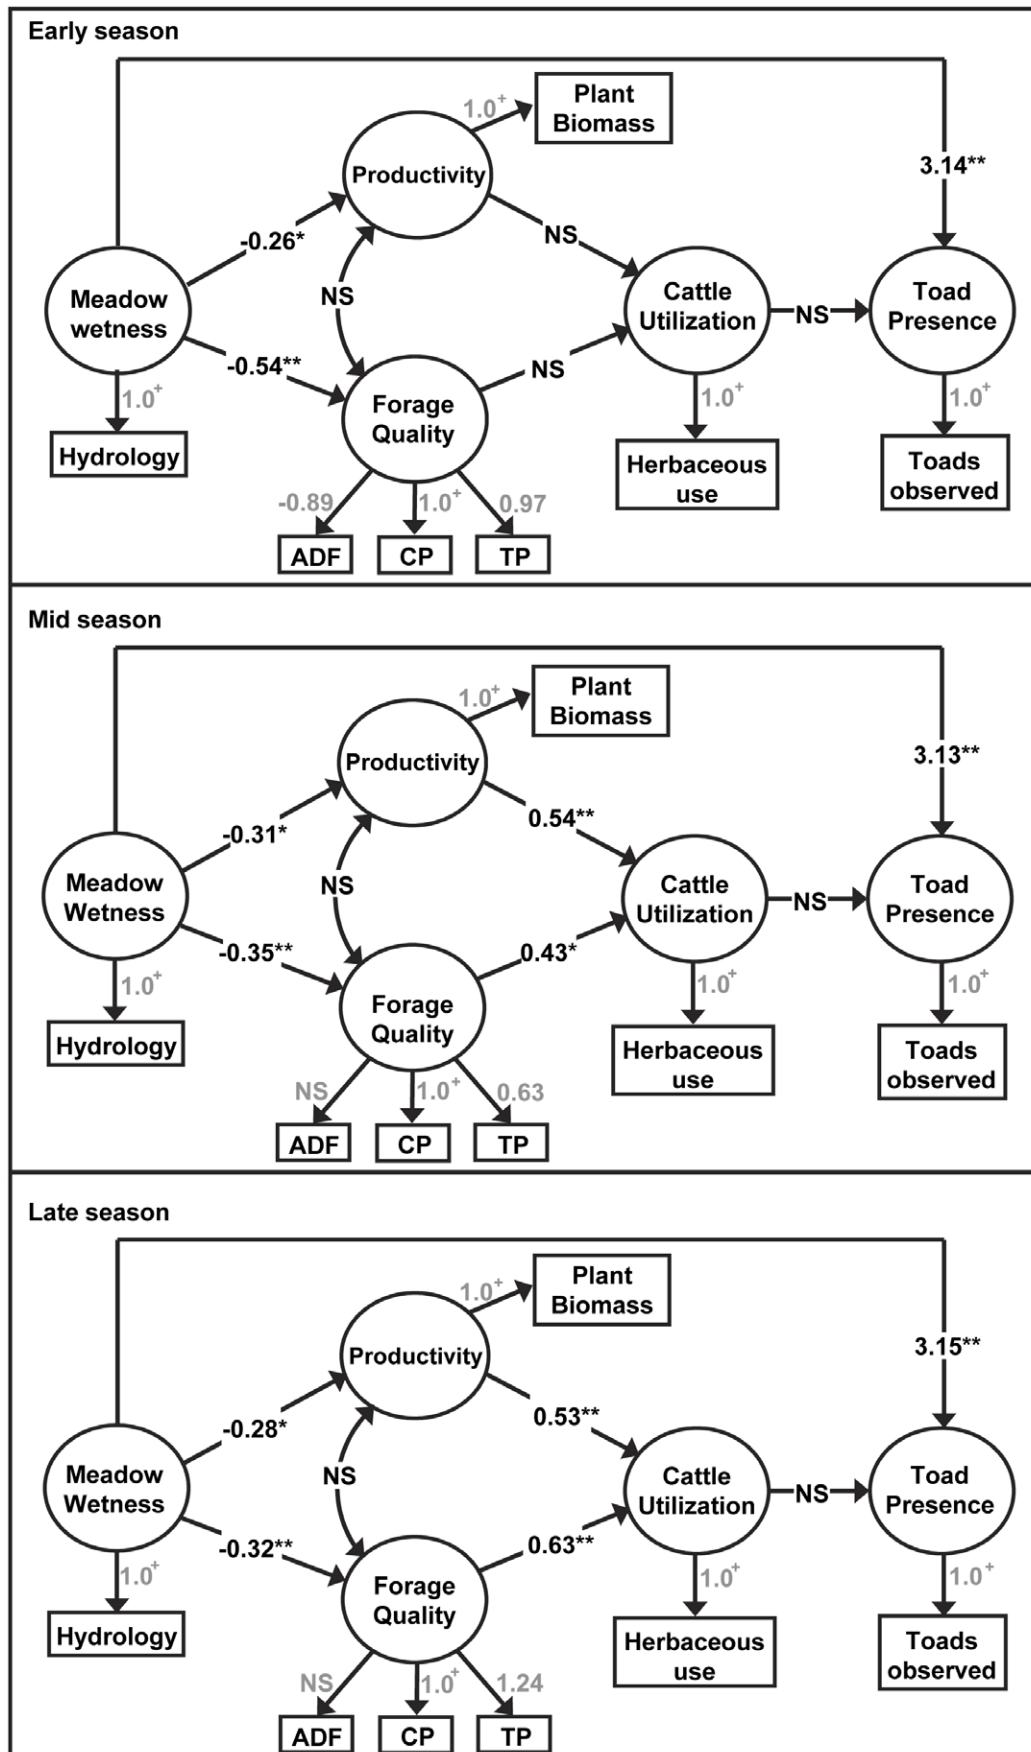 Early season
Plant
Biomass
1.0+
Productivity
3.14**
-0.26*
NS
Meadow
wetness
NS
Cattle
Utilization
NS
Toad
Presence
-0.54**
NS
1.0+
Forage
Quality
1.0+
1.0+
Hydrology
Herbaceous
use
Toads
observed
-0.89
1.0+
0.97
ADF
CP
TP
Mid season
Plant
Biomass
1.0+
Productivity
3.13**
-0.31*
0.54**
Meadow
Wetness
NS
Cattle
Utilization
NS
Toad
Presence
-0.35**
0.43*
1.0+
Forage
Quality
1.0+
1.0+
Hydrology
Herbaceous
use
Toads
observed
NS
1.0+
0.63
ADF
CP
TP
Late season
Plant
Biomass
1.0+
Productivity
3.15**
-0.28*
0.53**
Meadow
Wetness
NS
Cattle
Utilization
NS
Toad
Presence
-0.32**
0.63**
1.0+
Forage
Quality
1.0+
1.0+
Hydrology
Herbaceous
use
Toads
observed
NS
1.0+
1.24
ADF
CP
TP